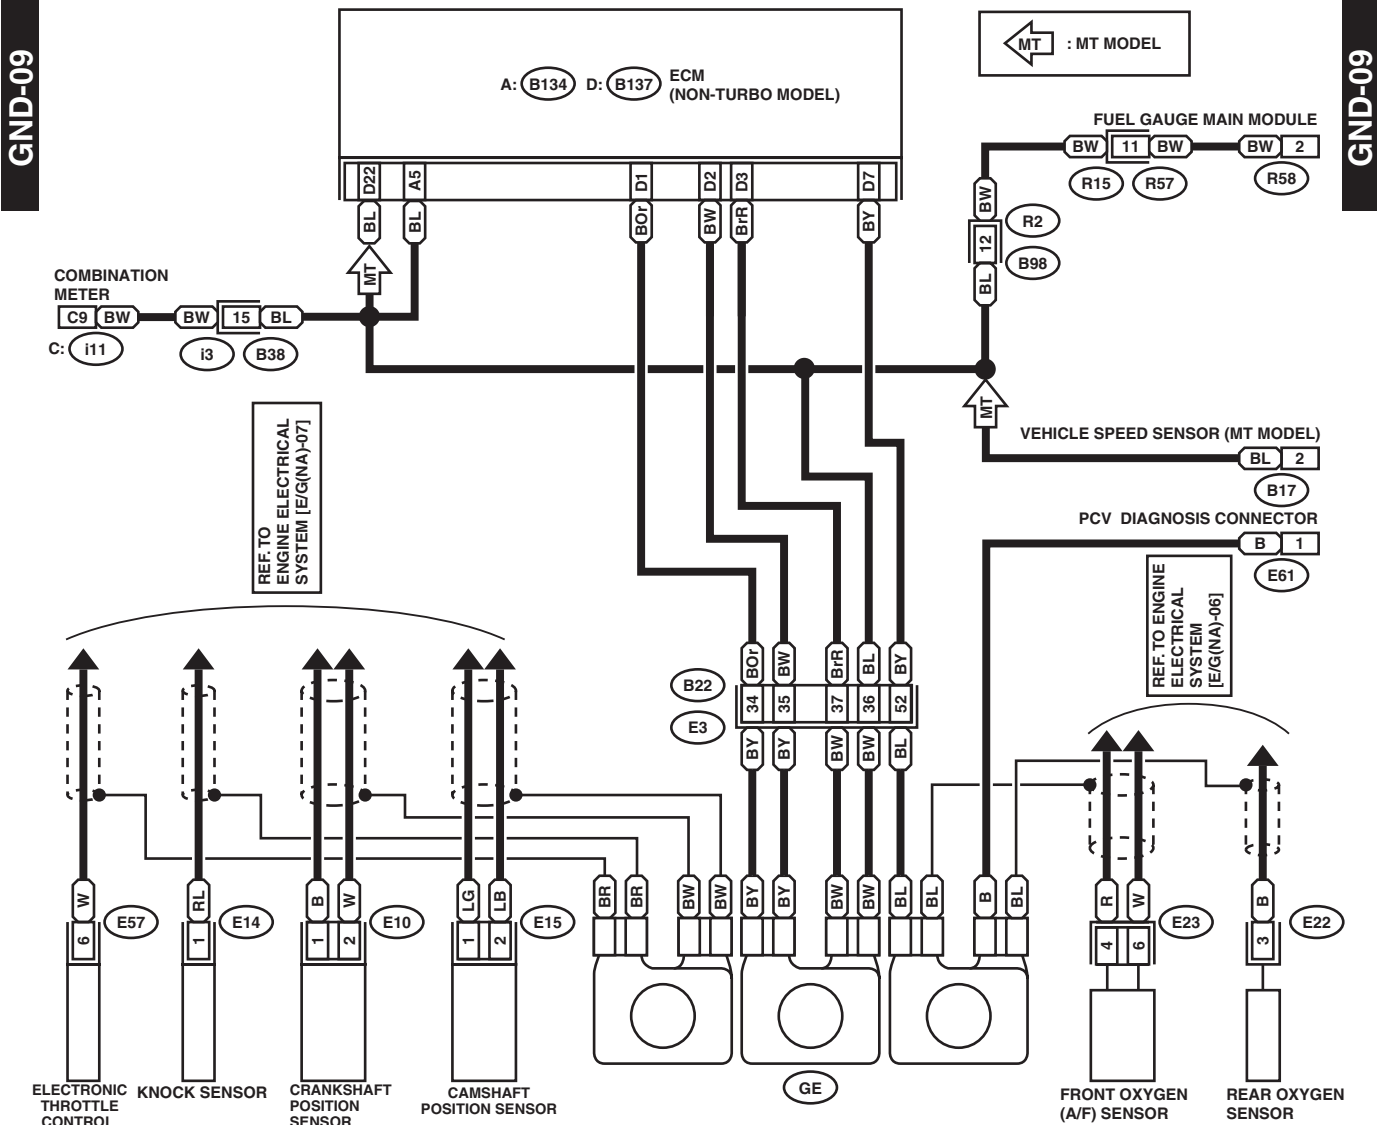 GND-09
GND-09
MT : MT MODEL
A: B134 D: B137 ECM
(NON-TURBO MODEL)
FUEL GAUGE MAIN MODULE
BW 11 BW BW 2
R15 R57 R58
D22 A5 D1 D2 D3 D7
BL BL BOr BW BrR BY
BW
R2
12
B98
BL
MT
COMBINATION
METER
C9 BW BW 15 BL
C: i11 i3 B38
MT
VEHICLE SPEED SENSOR (MT MODEL)
BL 2
B17
PCV DIAGNOSIS CONNECTOR
B 1
E61
REF. TO
ENGINE ELECTRICAL
SYSTEM [E/G(NA)-07]
REF. TO ENGINE
ELECTRICAL
SYSTEM
[E/G(NA)-06]
BOr BW BrR BL BY
B22
34 35 37 36 52
E3
BY BY BW BW BL
W RL B W LG LB BR BR BW BW BY BY BW BW BL BL B BL R W B
6 E57 1 E14 1 2 E10 1 2 E15 4 6 E23 3 E22
GE
ELECTRONIC
THROTTLE
CONTROL
KNOCK SENSOR
CRANKSHAFT
POSITION
SENSOR
CAMSHAFT
POSITION SENSOR
FRONT OXYGEN
(A/F) SENSOR
REAR OXYGEN
SENSOR